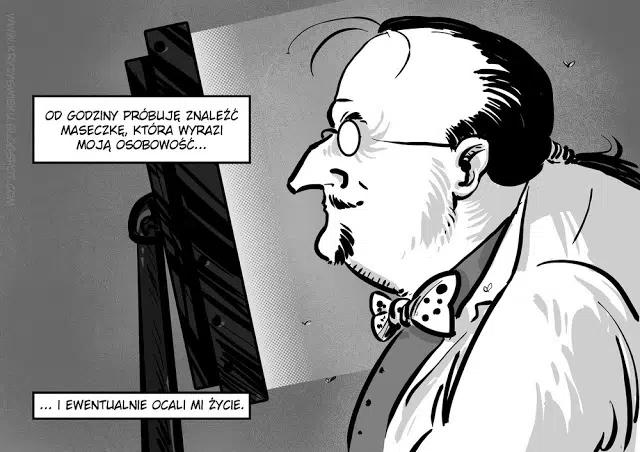 OD GODZINY PRÓBUJĘ ZNALEŹĆ
MASECZKĘ, KTÓRA WYRAZI
MOJĄ OSOBOWOŚĆ...
... I EWENTUALNIE OCALI MI ŻYCIE.